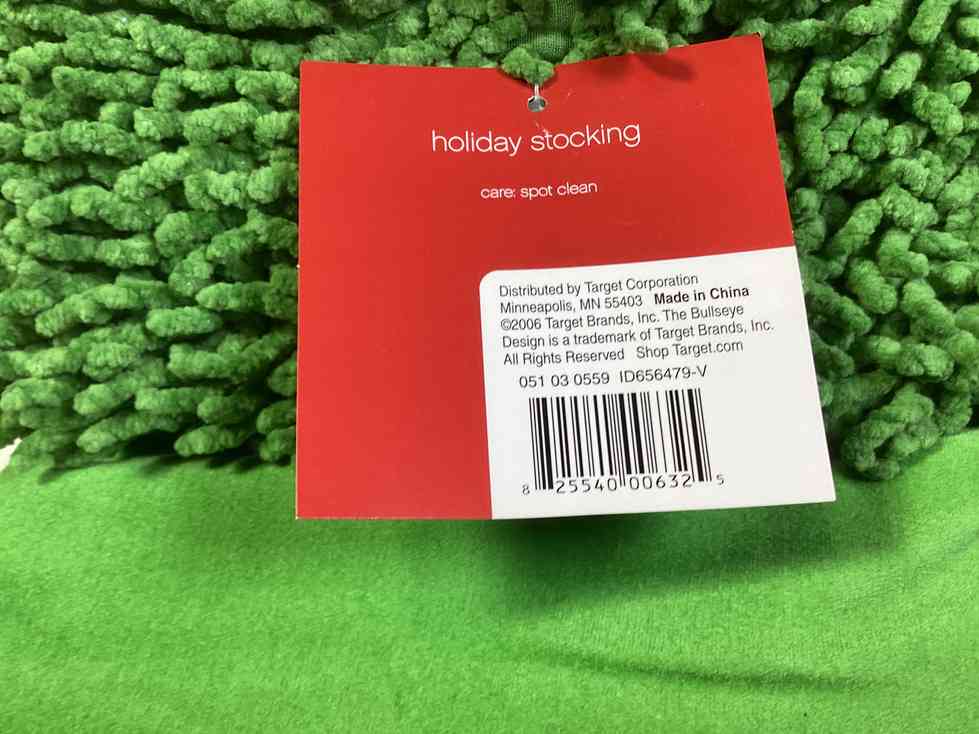 holiday stocking
care: spot clean
Distributed by Target Corporation
Minneapolis, MN 55403 Made in China
©2006 Target Brands, Inc. The Bullseye
Design is a trademark of Target Brands, Inc.
All Rights Reserved Shop Target.com
051 03 0559 ID656479-V
8 25540 00632 5